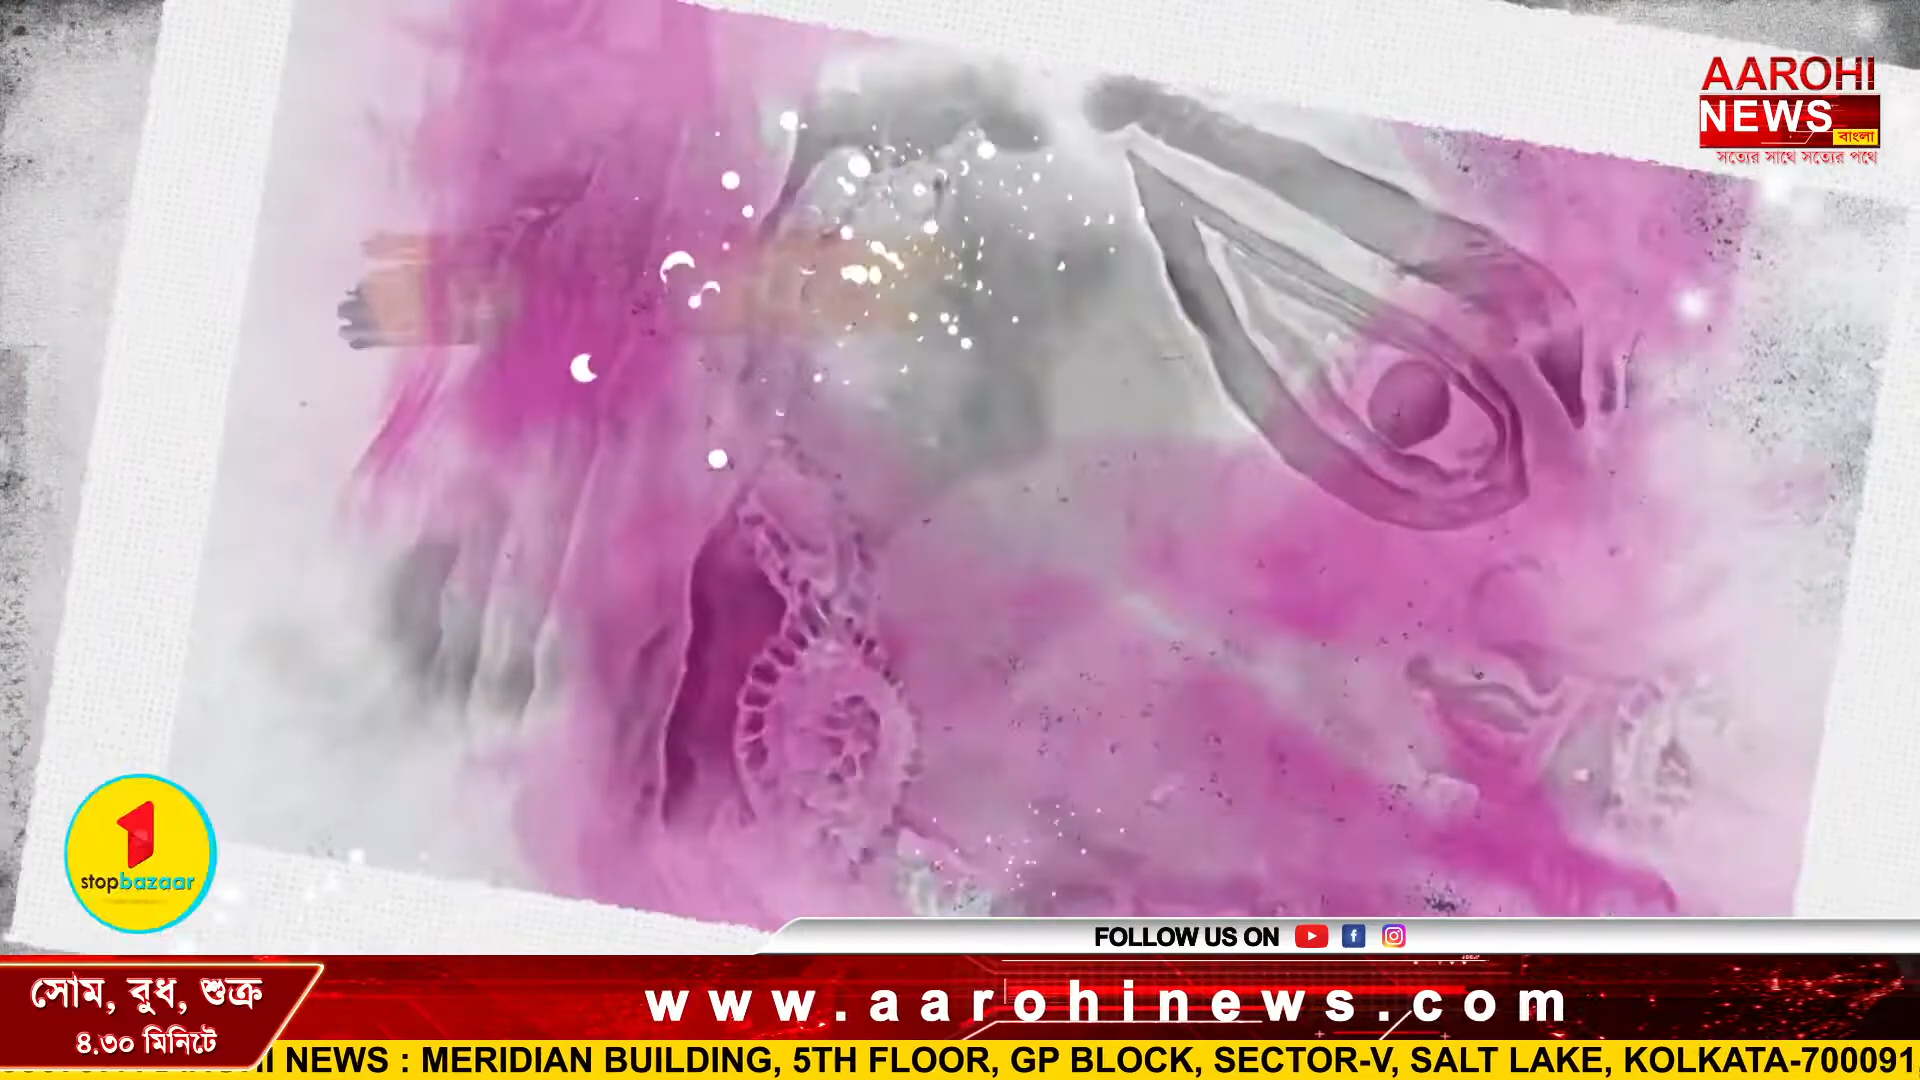 AAROHI
NEWS
বাংলা
সত্যের সাথে সত্যের পথে
1
stopbazaar
FOLLOW US ON
সোম, বুধ, শুক্র
৪.৩০ মিনিটে
www.aarohinews.com
NEWS : MERIDIAN BUILDING, 5TH FLOOR, GP BLOCK, SECTOR-V, SALT LAKE, KOLKATA-700091